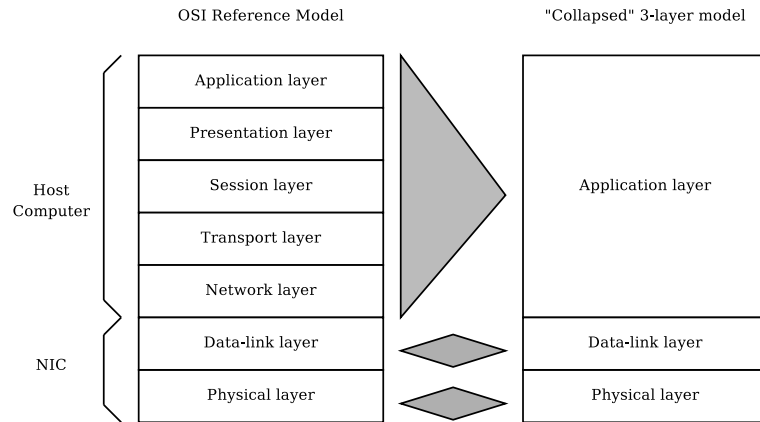 OSI Reference Model
"Collapsed" 3-layer model
Host
Computer
NIC
Application layer
Presentation layer
Session layer
Transport layer
Network layer
Data-link layer
Physical layer
Application layer
Data-link layer
Physical layer